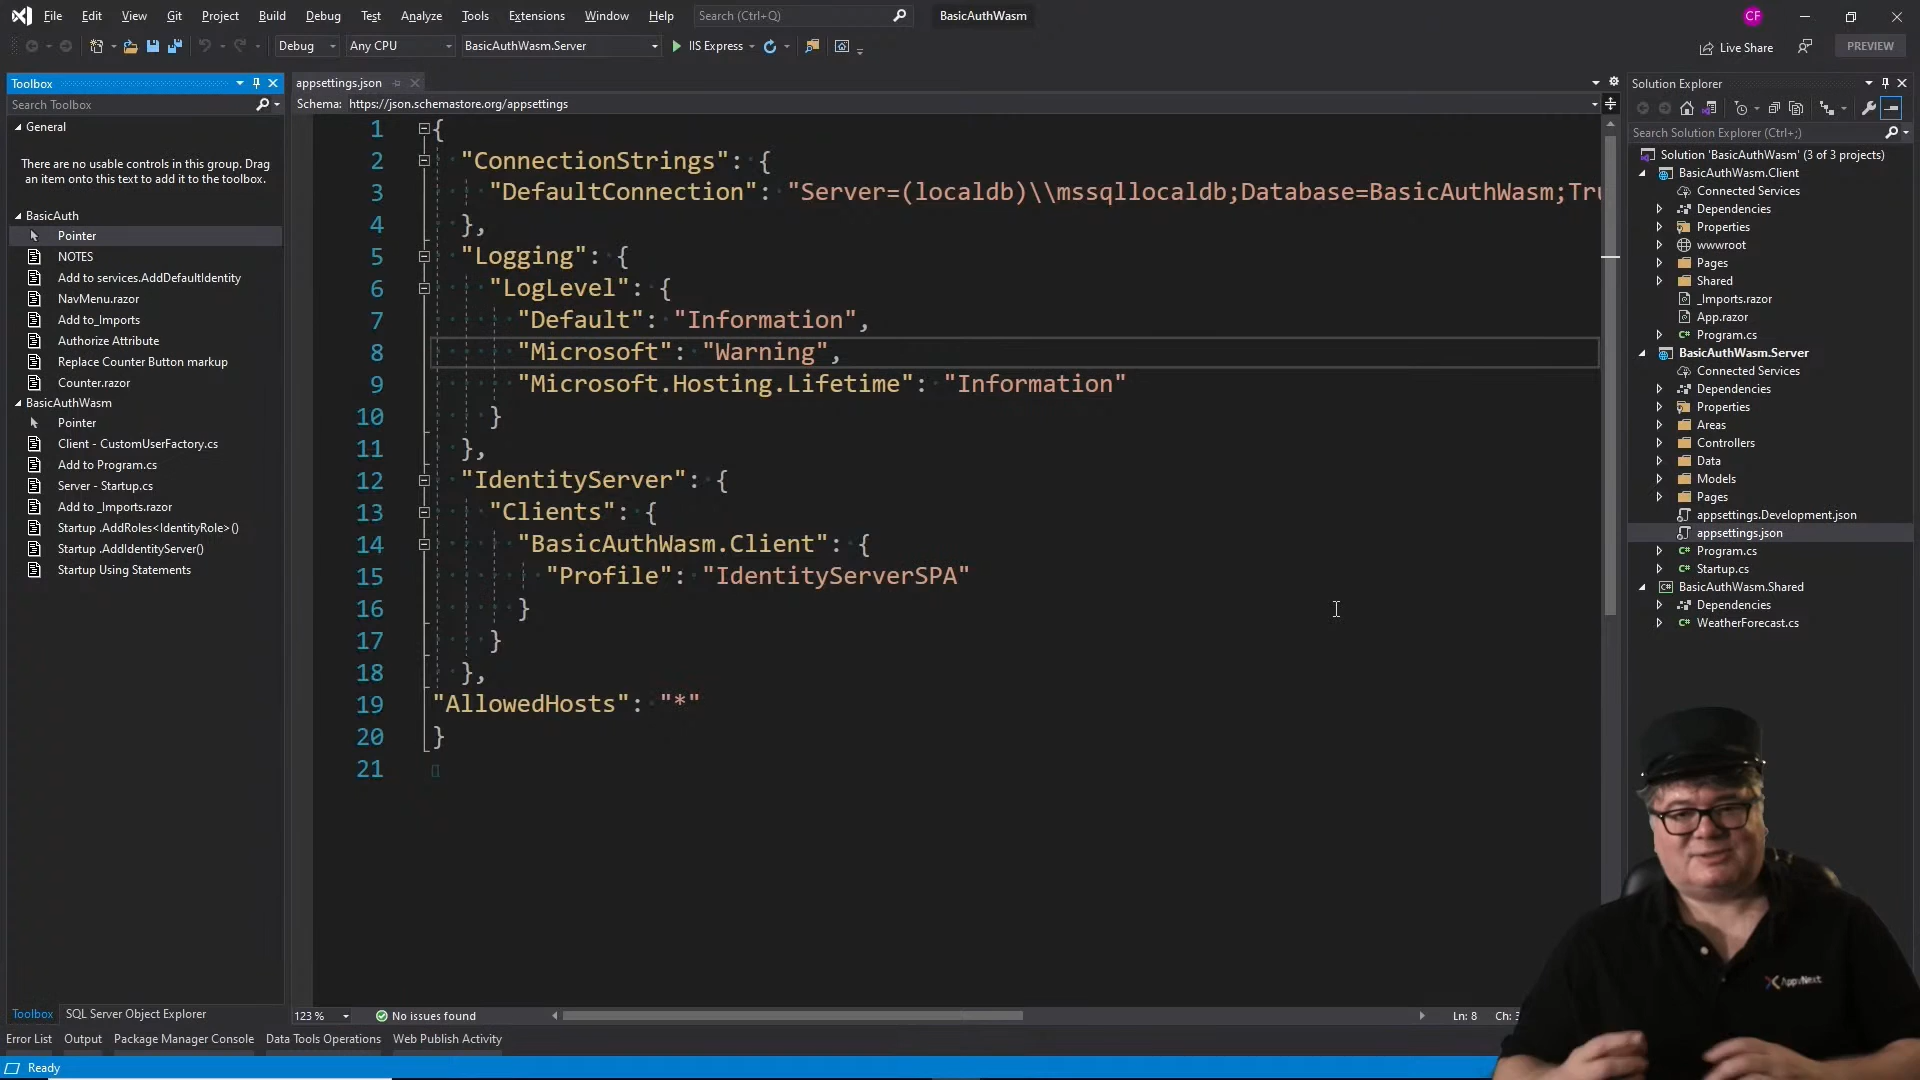 File Edit View Git Project Build Debug Test Analyze Tools Extensions Window Help Search (Ctrl+Q) BasicAuthWasm CF
Debug Any CPU BasicAuthWasm.Server IIS Express Live Share PREVIEW
Toolbox
Search Toolbox
General
There are no usable controls in this group. Drag
an item onto this text to add it to the toolbox.
BasicAuth
Pointer
NOTES
Add to services.AddDefaultIdentity
NavMenu.razor
Add to_Imports
Authorize Attribute
Replace Counter Button markup
Counter.razor
BasicAuthWasm
Pointer
Client - CustomUserFactory.cs
Add to Program.cs
Server - Startup.cs
Add to _Imports.razor
Startup .AddRoles<IdentityRole>()
Startup .AddIdentityServer()
Startup Using Statements
Toolbox SQL Server Object Explorer
appsettings.json
Schema: https://json.schemastore.org/appsettings
1 {
2 "ConnectionStrings": {
3 "DefaultConnection": "Server=(localdb)\\mssqllocaldb;Database=BasicAuthWasm;Tru
4 },
5 "Logging": {
6 "LogLevel": {
7 "Default": "Information",
8 "Microsoft": "Warning",
9 "Microsoft.Hosting.Lifetime": "Information"
10 }
11 },
12 "IdentityServer": {
13 "Clients": {
14 "BasicAuthWasm.Client": {
15 "Profile": "IdentityServerSPA"
16 }
17 }
18 },
19 "AllowedHosts": "*"
20 }
21
123 % No issues found Ln: 8 Ch: 3
Solution Explorer
Search Solution Explorer (Ctrl+;)
Solution 'BasicAuthWasm' (3 of 3 projects)
BasicAuthWasm.Client
Connected Services
Dependencies
Properties
wwwroot
Pages
Shared
_Imports.razor
App.razor
C# Program.cs
BasicAuthWasm.Server
Connected Services
Dependencies
Properties
Areas
Controllers
Data
Models
Pages
appsettings.Development.json
appsettings.json
C# Program.cs
C# Startup.cs
C# BasicAuthWasm.Shared
Dependencies
C# WeatherForecast.cs
AppvNext
Error List Output Package Manager Console Data Tools Operations Web Publish Activity
Ready